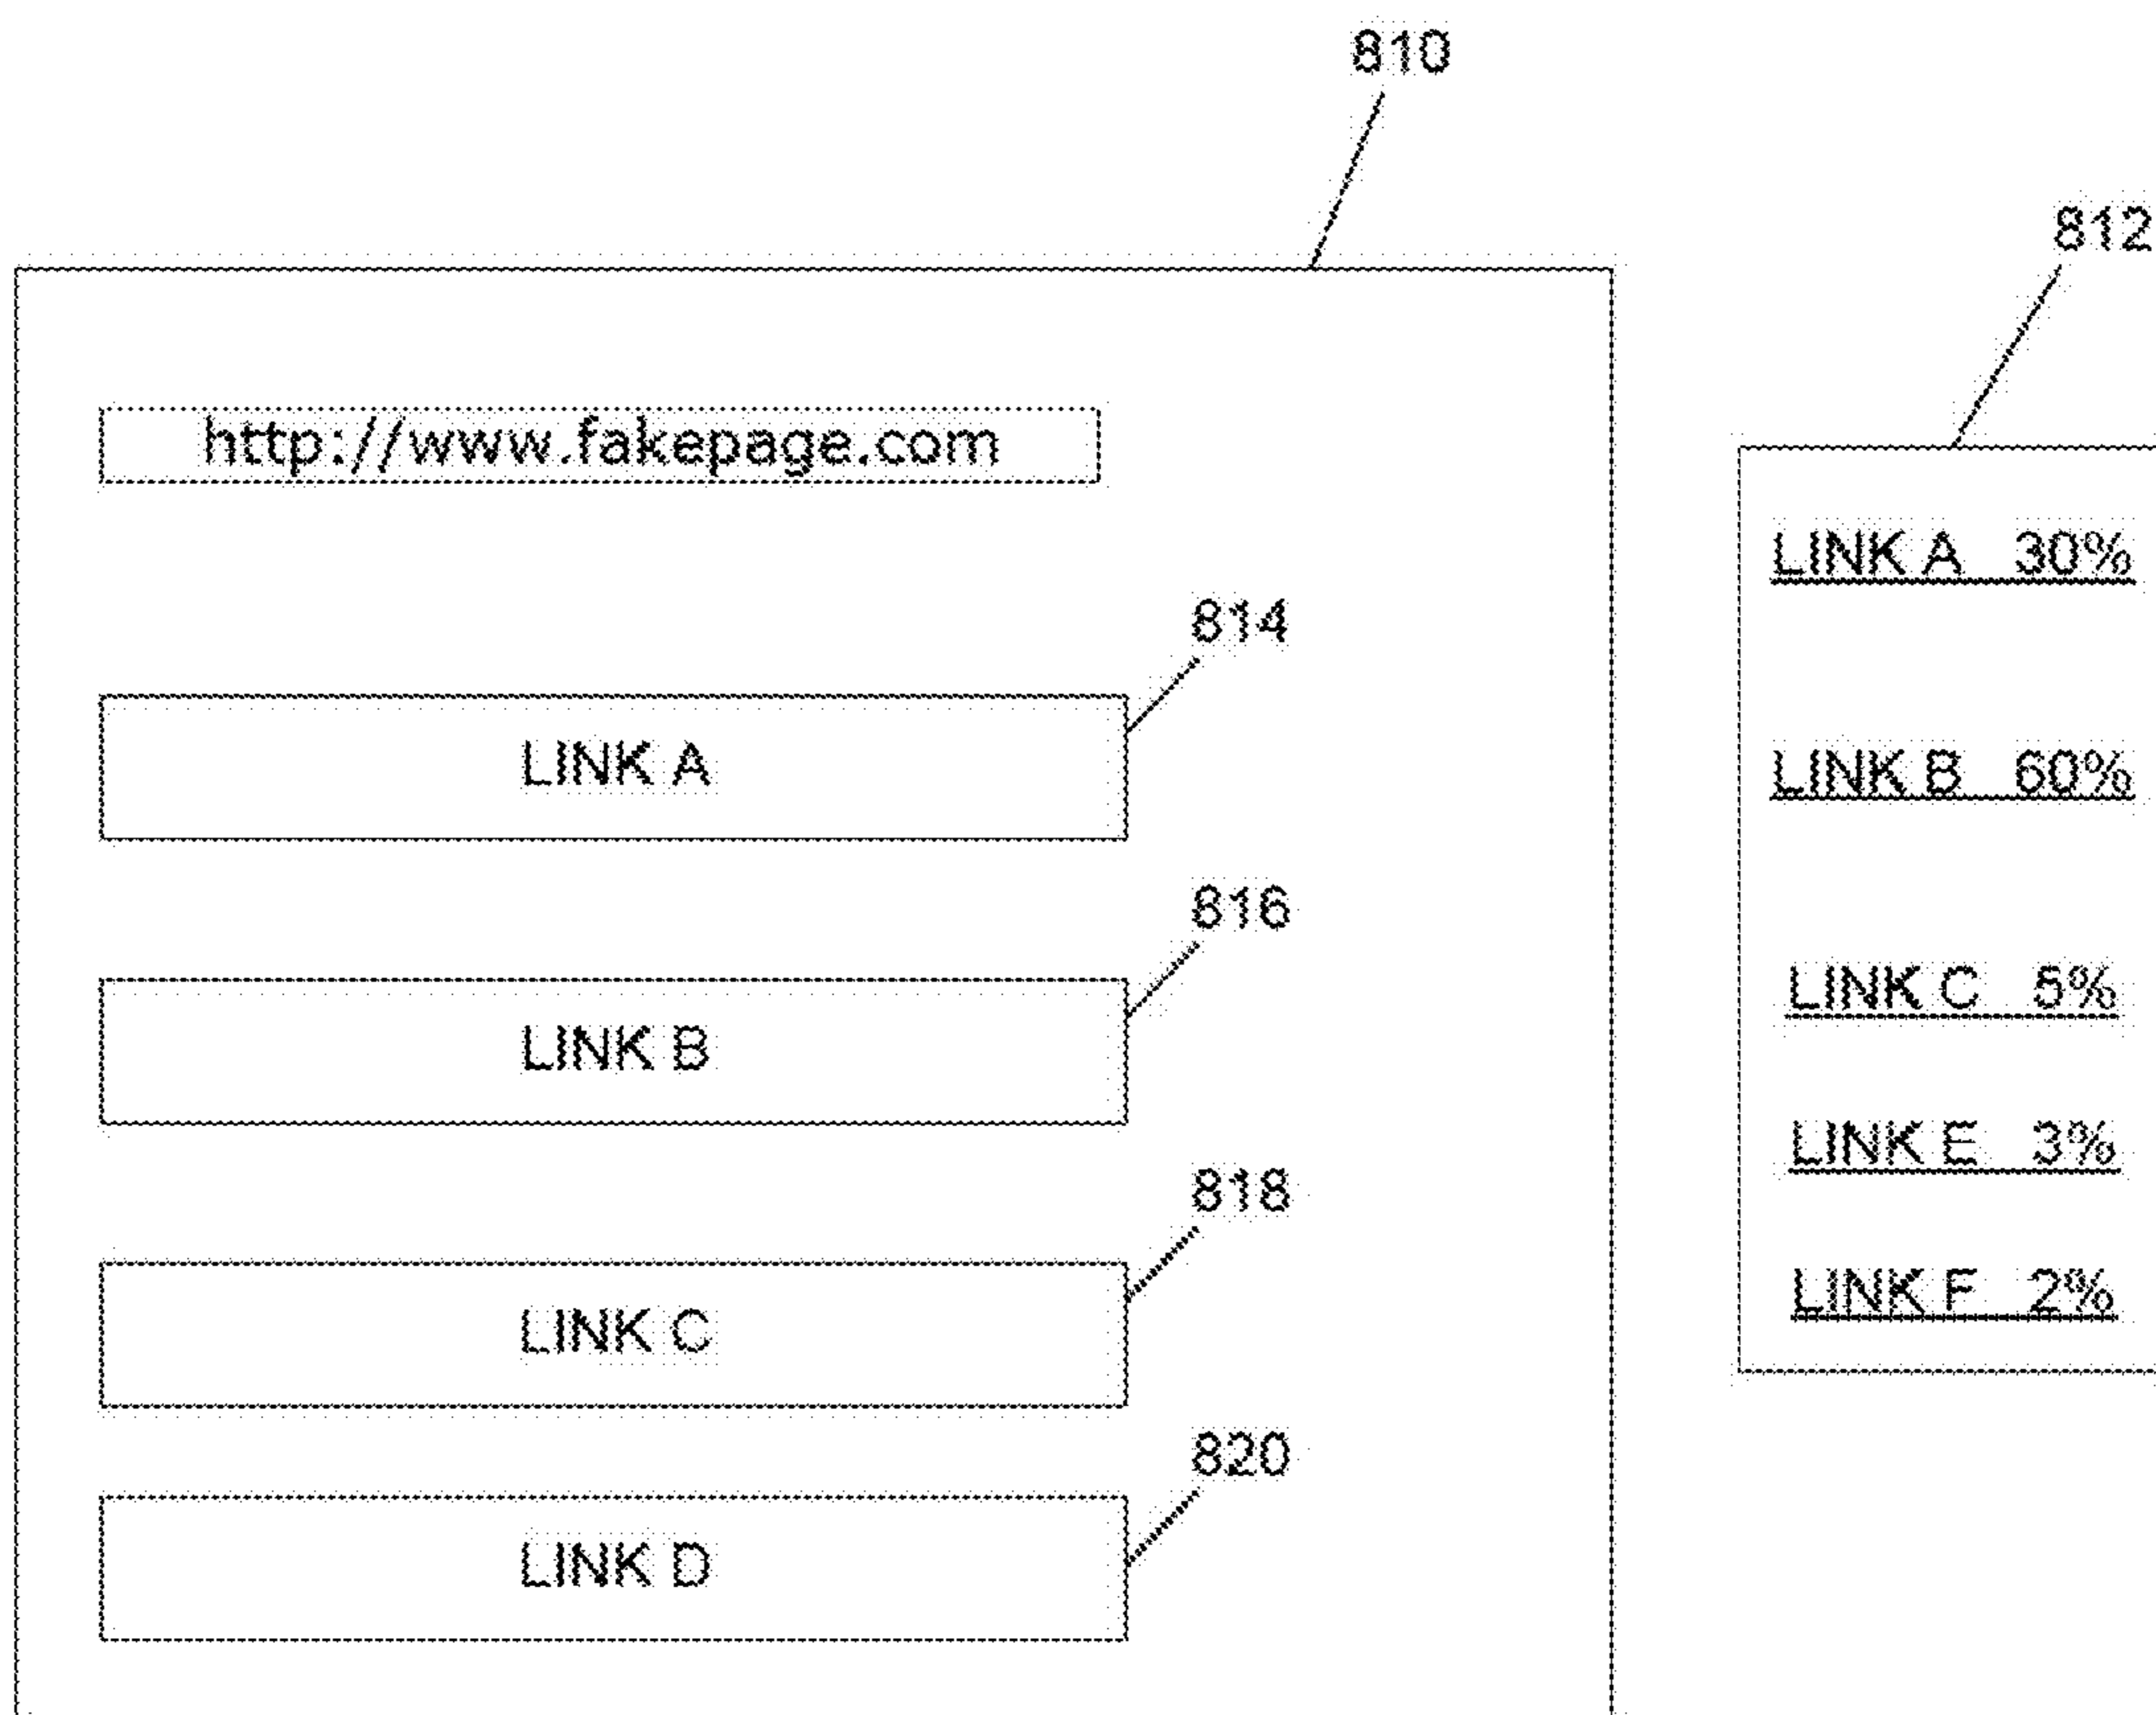 810
812
http://www.fakepage.com
814
LINK A
816
LINK B
818
LINK C
820
LINK D
LINK A 30%
LINK B 60%
LINK C 5%
LINK E 3%
LINK F 2%